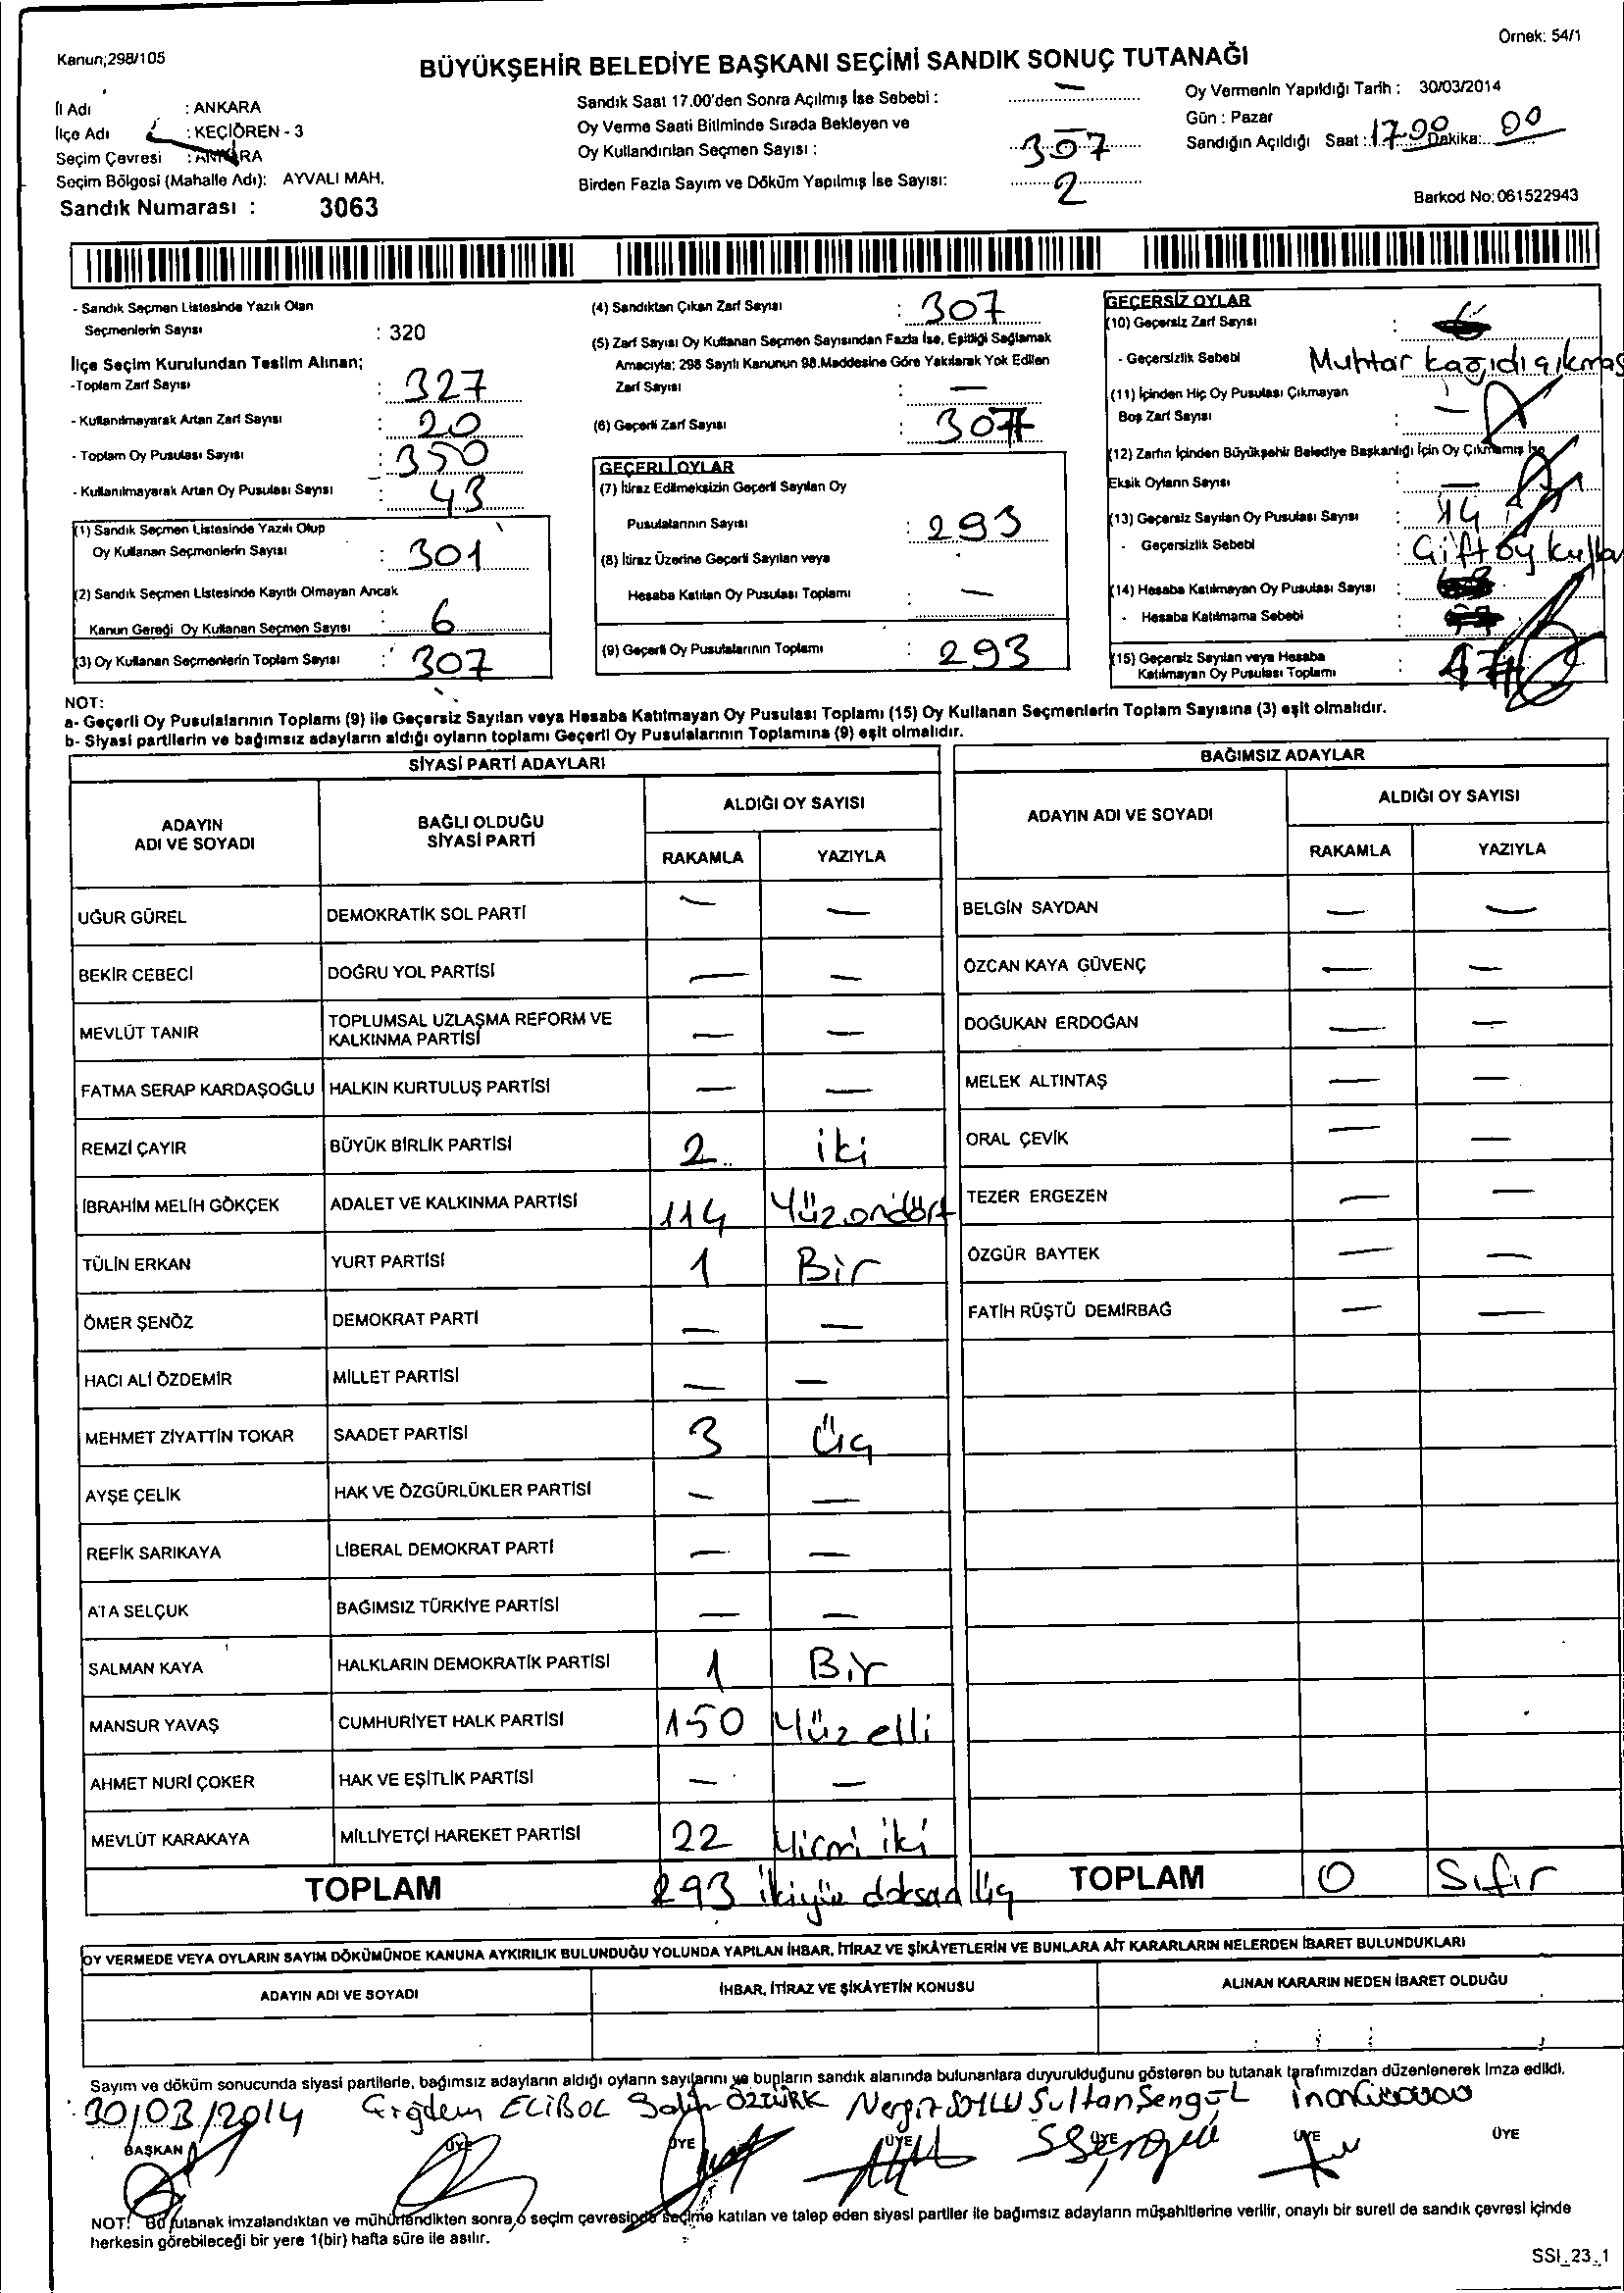 Örnek: 54/1
Kanun;298/105
BÜYÜKŞEHİR BELEDİYE BAŞKANI SEÇİMİ SANDIK SONUÇ TUTANAĞI
İl Adı : ANKARA
İlçe Adı : KEÇİÖREN - 3
Seçim Çevresi : ANKARA
Seçim Bölgesi (Mahalle Adı): AYVALI MAH.
Sandık Numarası : 3063
Sandık Saat 17.00'den Sonra Açılmış İse Sebebi : —
Oy Verme Saati Bitiminde Sırada Bekleyen ve
Oy Kullandırılan Seçmen Sayısı : 307
Birden Fazla Sayım ve Döküm Yapılmış İse Sayısı: 2
Oy Vermenin Yapıldığı Tarih : 30/03/2014
Gün : Pazar
Sandığın Açıldığı Saat : 17.00 Dakika: 00
Barkod No: 061522943
- Sandık Seçmen Listesinde Yazılı Olan
Seçmenlerin Sayısı : 320
İlçe Seçim Kurulundan Teslim Alınan;
-Toplam Zarf Sayısı : 327
- Kullanılmayarak Artan Zarf Sayısı : 20
- Toplam Oy Pusulası Sayısı : 350
- Kullanılmayarak Artan Oy Pusulası Sayısı : 43
(1) Sandık Seçmen Listesinde Yazılı Olup
Oy Kullanan Seçmenlerin Sayısı : 301
(2) Sandık Seçmen Listesinde Kayıtlı Olmayan Ancak
Kanun Gereği Oy Kullanan Seçmen Sayısı : 6
(3) Oy Kullanan Seçmenlerin Toplam Sayısı : 307
(4) Sandıktan Çıkan Zarf Sayısı : 307
(5) Zarf Sayısı Oy Kullanan Seçmen Sayısından Fazla İse, Eşitliği Sağlamak
Amacıyla; 298 Sayılı Kanunun 98.Maddesine Göre Yakılarak Yok Edilen
Zarf Sayısı : —
(6) Geçerli Zarf Sayısı : 307
GEÇERLİ OYLAR
(7) İtiraz Edilmeksizin Geçerli Sayılan Oy
Pusulalarının Sayısı : 293
(8) İtiraz Üzerine Geçerli Sayılan veya
Hesaba Katılan Oy Pusulası Toplamı : —
(9) Geçerli Oy Pusulalarının Toplamı : 293
GEÇERSİZ OYLAR
(10) Geçersiz Zarf Sayısı :
- Geçersizlik Sebebi Muhtar kağıdı çıkmas
(11) İçinden Hiç Oy Pusulası Çıkmayan
Boş Zarf Sayısı : —
(12) Zarfın İçinden Büyükşehir Belediye Başkanlığı İçin Oy Çıkmamış İse
Eksik Oyların Sayısı : —
(13) Geçersiz Sayılan Oy Pusulası Sayısı : 14
- Geçersizlik Sebebi : Çift oy kulla
(14) Hesaba Katılmayan Oy Pusulası Sayısı :
- Hesaba Katılmama Sebebi :
(15) Geçersiz Sayılan veya Hesaba
Katılmayan Oy Pusulası Toplamı :
NOT:
a- Geçerli Oy Pusulalarının Toplamı (9) ile Geçersiz Sayılan veya Hesaba Katılmayan Oy Pusulası Toplamı (15) Oy Kullanan Seçmenlerin Toplam Sayısına (3) eşit olmalıdır.
b- Siyasi partilerin ve bağımsız adayların aldığı oyların toplamı Geçerli Oy Pusulalarının Toplamına (9) eşit olmalıdır.
SİYASİ PARTİ ADAYLARI
ADAYIN
ADI VE SOYADI
BAĞLI OLDUĞU
SİYASİ PARTİ
ALDIĞI OY SAYISI
RAKAMLA YAZIYLA
UĞUR GÜREL DEMOKRATİK SOL PARTİ — —
BEKİR CEBECİ DOĞRU YOL PARTİSİ — —
MEVLÜT TANIR TOPLUMSAL UZLAŞMA REFORM VE
KALKINMA PARTİSİ — —
FATMA SERAP KARDAŞOĞLU HALKIN KURTULUŞ PARTİSİ — —
REMZİ ÇAYIR BÜYÜK BİRLİK PARTİSİ 2 iki
İBRAHİM MELİH GÖKÇEK ADALET VE KALKINMA PARTİSİ 114 Yüzondört
TÜLİN ERKAN YURT PARTİSİ 1 Bir
ÖMER ŞENÖZ DEMOKRAT PARTİ — —
HACI ALİ ÖZDEMİR MİLLET PARTİSİ — —
MEHMET ZİYATTİN TOKAR SAADET PARTİSİ 3 Üç
AYŞE ÇELİK HAK VE ÖZGÜRLÜKLER PARTİSİ — —
REFİK SARIKAYA LİBERAL DEMOKRAT PARTİ — —
ATA SELÇUK BAĞIMSIZ TÜRKİYE PARTİSİ — —
SALMAN KAYA HALKLARIN DEMOKRATİK PARTİSİ 1 Bir
MANSUR YAVAŞ CUMHURİYET HALK PARTİSİ 150 Yüz elli
AHMET NURİ ÇOKER HAK VE EŞİTLİK PARTİSİ — —
MEVLÜT KARAKAYA MİLLİYETÇİ HAREKET PARTİSİ 22 Yirmi iki
TOPLAM 293 ikiyüz doksan üç
BAĞIMSIZ ADAYLAR
ADAYIN ADI VE SOYADI
ALDIĞI OY SAYISI
RAKAMLA YAZIYLA
BELGİN SAYDAN — —
ÖZCAN KAYA GÜVENÇ — —
DOĞUKAN ERDOĞAN — —
MELEK ALTINTAŞ — —
ORAL ÇEVİK — —
TEZER ERGEZEN — —
ÖZGÜR BAYTEK — —
FATİH RÜŞTÜ DEMİRBAĞ — —
TOPLAM 0 Sıfır
OY VERMEDE VEYA OYLARIN SAYIM DÖKÜMÜNDE KANUNA AYKIRILIK BULUNDUĞU YOLUNDA YAPILAN İHBAR, İTİRAZ VE ŞİKÂYETLERİN VE BUNLARA AİT KARARLARIN NELERDEN İBARET BULUNDUKLARI
ADAYIN ADI VE SOYADI İHBAR, İTİRAZ VE ŞİKÂYETİN KONUSU ALINAN KARARIN NEDEN İBARET OLDUĞU
Sayım ve döküm sonucunda siyasi partilerle, bağımsız adayların aldığı oyların sayılarını ve bunların sandık alanında bulunanlara duyurulduğunu gösteren bu tutanak tarafımızdan düzenlenerek imza edildi.
30/03/2014 Çiğdem ELİBOL Salih ÖZTÜRK Nergiz SOYLU Sultan Şengül
BAŞKAN ÜYE ÜYE ÜYE ÜYE ÜYE ÜYE
NOT: Bu tutanak imzalandıktan ve mühürlendikten sonra o seçim çevresinde seçime katılan ve talep eden siyasi partiler ile bağımsız adayların müşahitlerine verilir, onaylı bir sureti de sandık çevresi içinde
herkesin görebileceği bir yere 1(bir) hafta süre ile asılır.
SSI_23_1